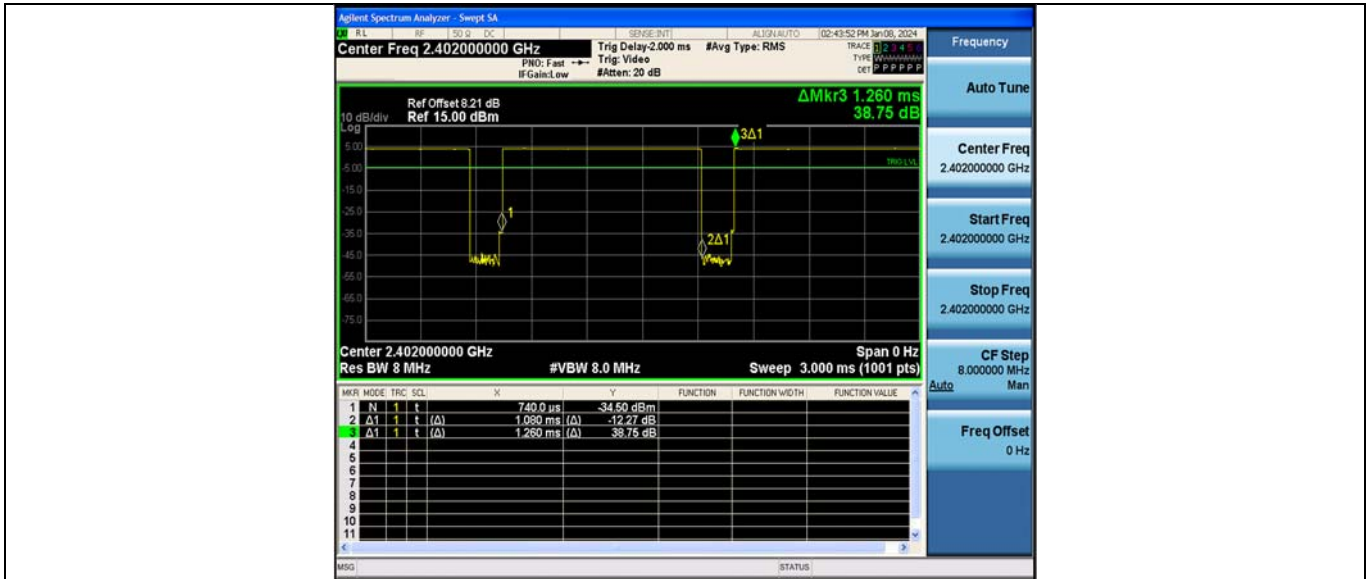 Agilent Spectrum Analyzer - Swept SA
RL RF 50 Ω DC SENSE:INT ALIGN AUTO 02:43:52 PM Jan 08, 2024
Center Freq 2.402000000 GHz
PNO: Fast
IFGain:Low
Trig Delay-2.000 ms
Trig: Video
#Atten: 20 dB
#Avg Type: RMS
TRACE 1 2 3 4 5 6
TYPE
DET P P P P P P
ΔMkr3 1.260 ms
38.75 dB
Ref Offset 8.21 dB
10 dB/div Ref 15.00 dBm
Log
5.00
-5.00
-15.0
-25.0
-35.0
-45.0
-55.0
-65.0
-75.0
3Δ1
TRIG LVL
1
2Δ1
Center 2.402000000 GHz Span 0 Hz
Res BW 8 MHz #VBW 8.0 MHz Sweep 3.000 ms (1001 pts)
MKR MODE TRC SCL X Y FUNCTION FUNCTION WIDTH FUNCTION VALUE
1 N 1 t 740.0 µs -34.50 dBm
2 Δ1 1 t (Δ) 1.080 ms (Δ) -12.27 dB
3 Δ1 1 t (Δ) 1.260 ms (Δ) 38.75 dB
4
5
6
7
8
9
10
11
MSG STATUS
Frequency
Auto Tune
Center Freq
2.402000000 GHz
Start Freq
2.402000000 GHz
Stop Freq
2.402000000 GHz
CF Step
8.000000 MHz
Auto Man
Freq Offset
0 Hz